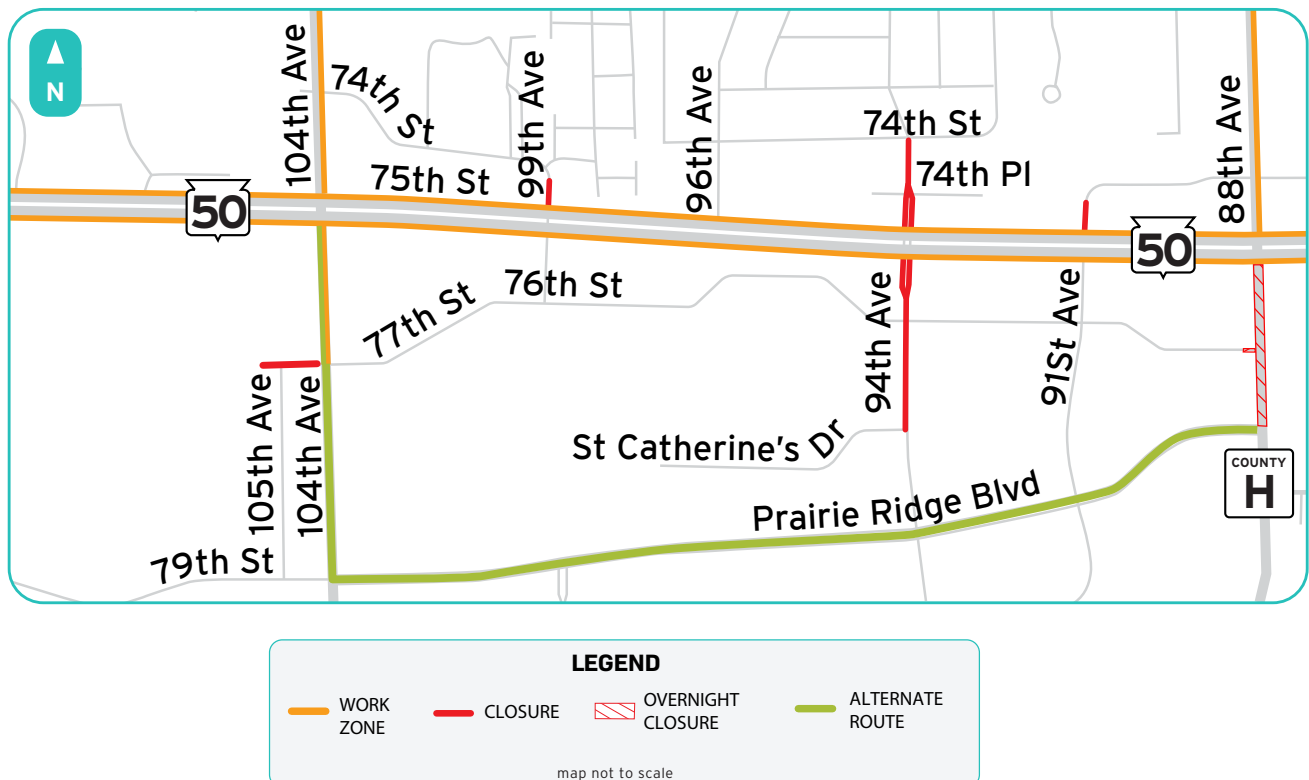 N
104th Ave
74th St
99th Ave
96th Ave
74th St
74th Pl
88th Ave
75th St
50
50
76th St
77th St
94th Ave
91St Ave
105th Ave
104th Ave
St Catherine's Dr
Prairie Ridge Blvd
COUNTY
H
79th St
LEGEND
WORK
ZONE
CLOSURE
OVERNIGHT
CLOSURE
ALTERNATE
ROUTE
map not to scale